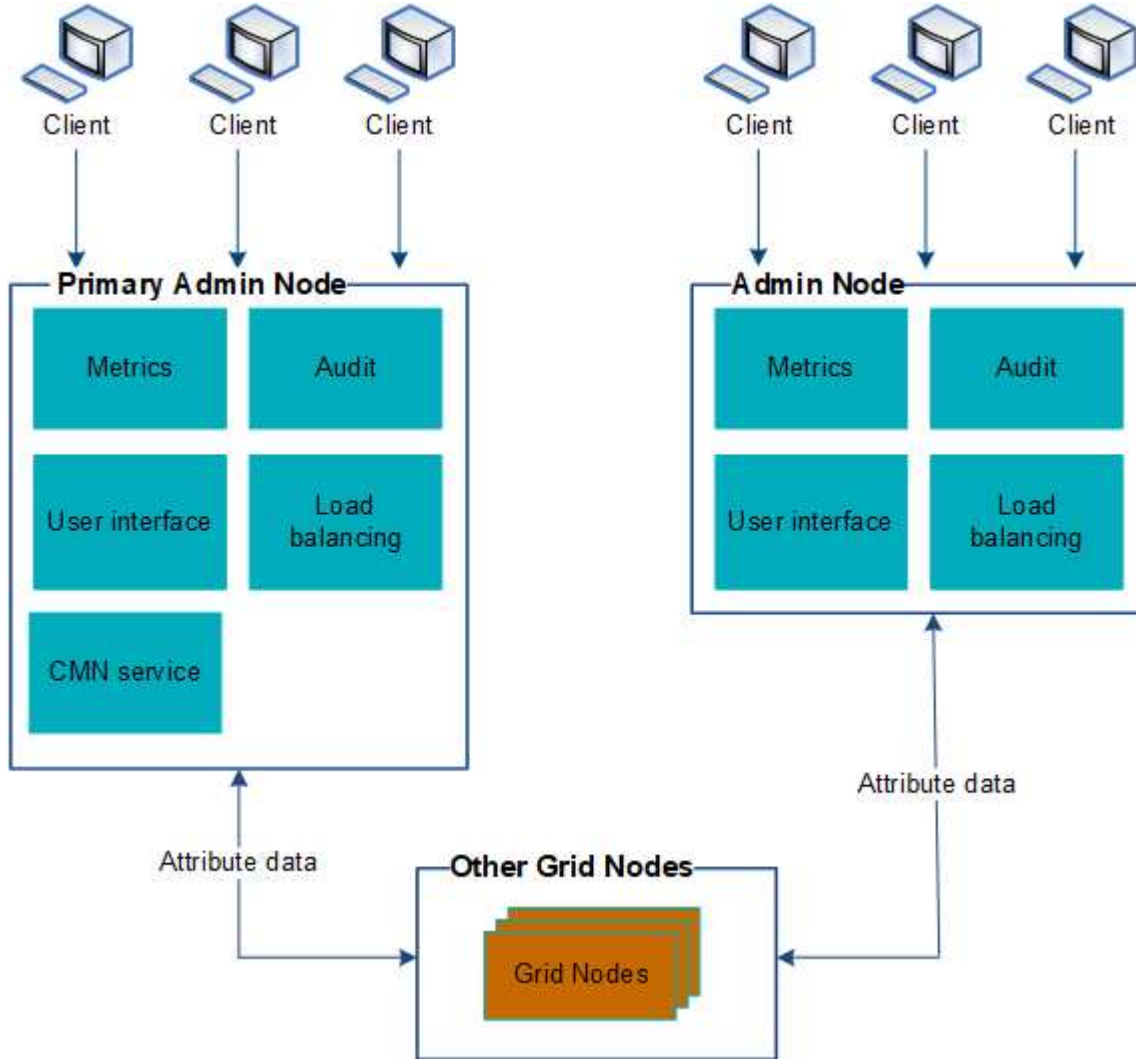 Client
Client
Client
Client
Client
Client
Primary Admin Node
Admin Node
Metrics
Audit
Metrics
Audit
User interface
Load
balancing
User interface
Load
balancing
CMN service
Attribute data
Attribute data
Other Grid Nodes
Grid Nodes